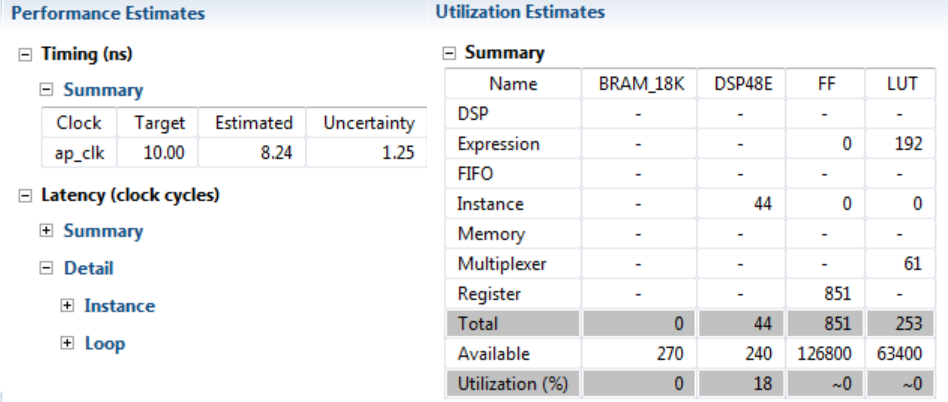 Performance Estimates
Timing (ns)
Summary
Clock Target Estimated Uncertainty
ap_clk 10.00 8.24 1.25
Latency (clock cycles)
Summary
Detail
Instance
Loop
Utilization Estimates
Summary
Name BRAM_18K DSP48E FF LUT
DSP - - - -
Expression - - 0 192
FIFO - - - -
Instance - 44 0 0
Memory - - - -
Multiplexer - - - 61
Register - - 851 -
Total 0 44 851 253
Available 270 240 126800 63400
Utilization (%) 0 18 ~0 ~0